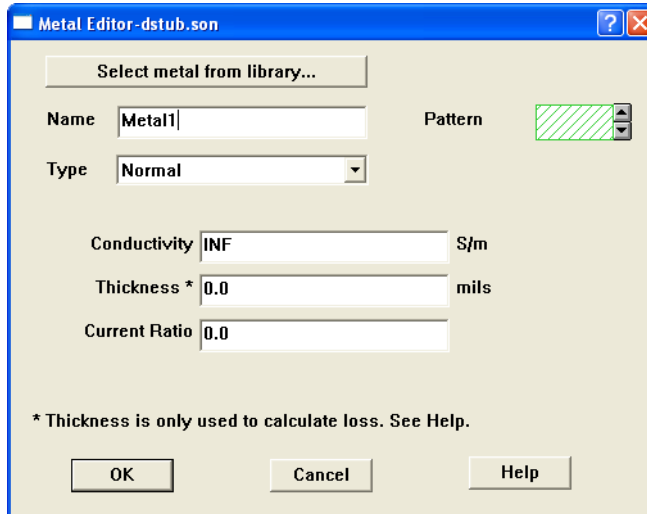 Metal Editor-dstub.son
Select metal from library...
Name Metal1 Pattern
Type Normal
Conductivity INF S/m
Thickness * 0.0 mils
Current Ratio 0.0
* Thickness is only used to calculate loss. See Help.
OK Cancel Help